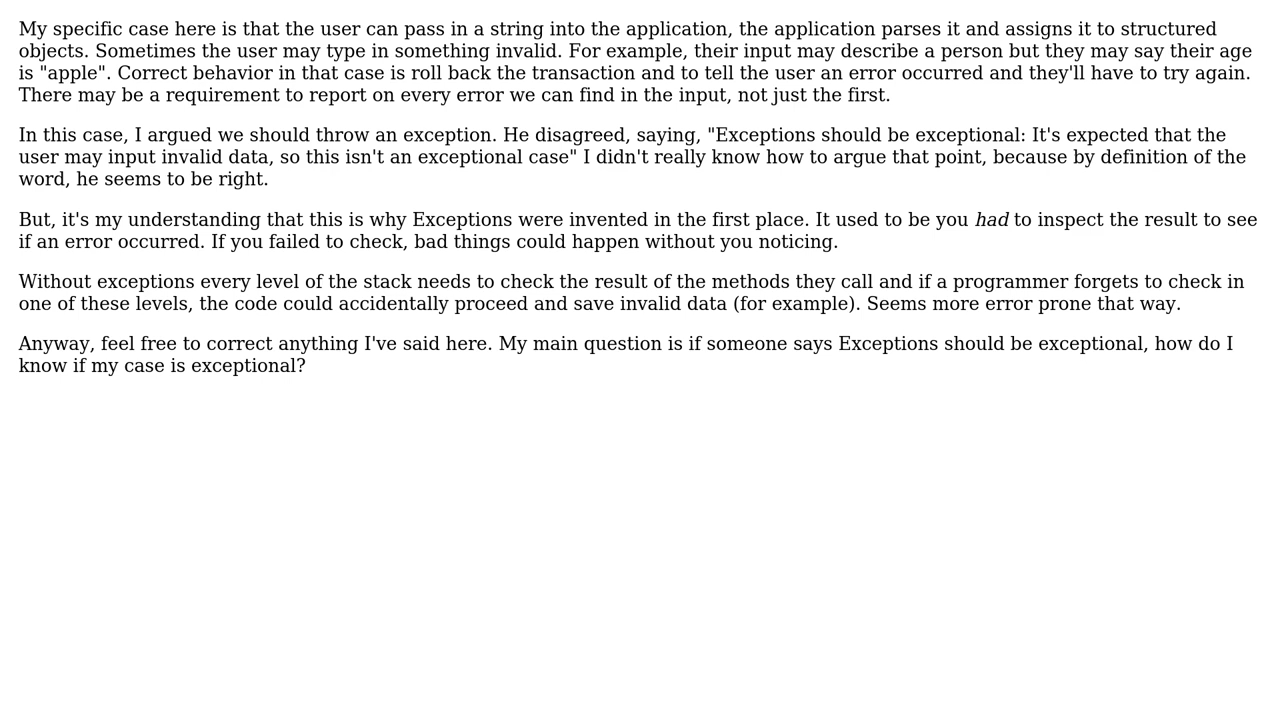 My specific case here is that the user can pass in a string into the application, the application parses it and assigns it to structured
objects. Sometimes the user may type in something invalid. For example, their input may describe a person but they may say their age
is "apple". Correct behavior in that case is roll back the transaction and to tell the user an error occurred and they'll have to try again.
There may be a requirement to report on every error we can find in the input, not just the first.
In this case, I argued we should throw an exception. He disagreed, saying, "Exceptions should be exceptional: It's expected that the
user may input invalid data, so this isn't an exceptional case" I didn't really know how to argue that point, because by definition of the
word, he seems to be right.
But, it's my understanding that this is why Exceptions were invented in the first place. It used to be you had to inspect the result to see
if an error occurred. If you failed to check, bad things could happen without you noticing.
Without exceptions every level of the stack needs to check the result of the methods they call and if a programmer forgets to check in
one of these levels, the code could accidentally proceed and save invalid data (for example). Seems more error prone that way.
Anyway, feel free to correct anything I've said here. My main question is if someone says Exceptions should be exceptional, how do I
know if my case is exceptional?